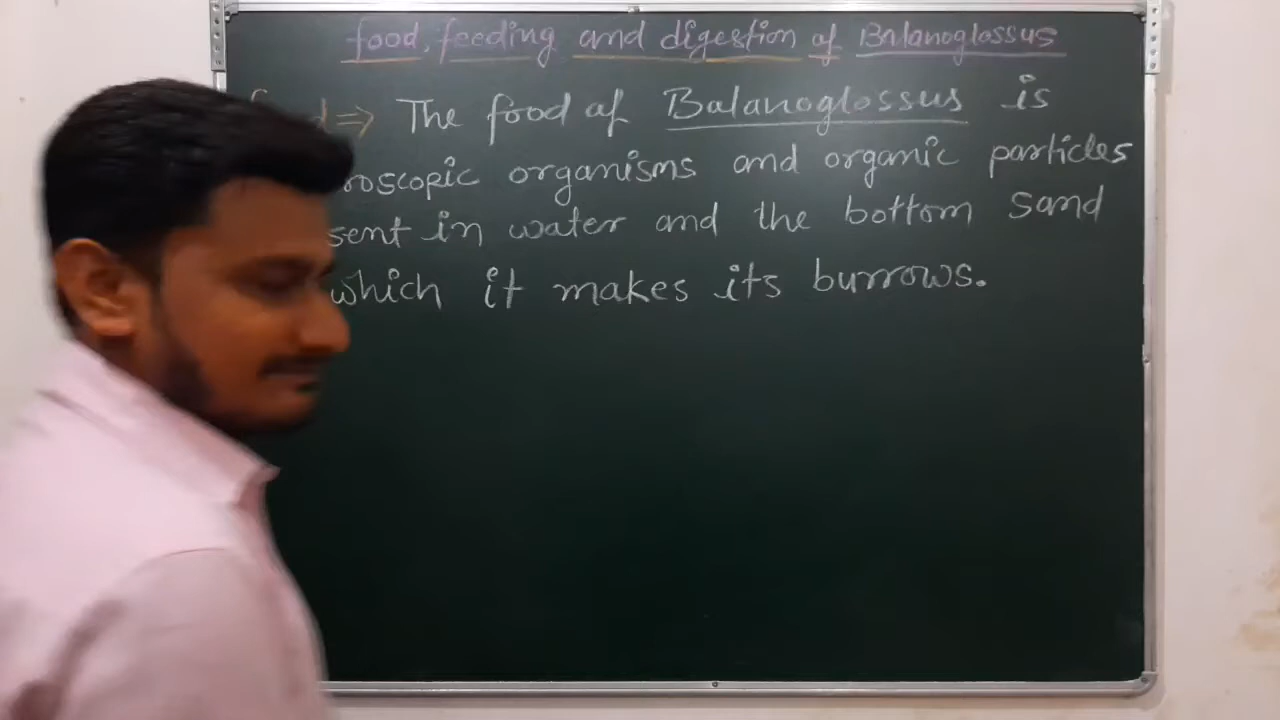 food, feeding and digestion of Balanoglossus
⇒ The food of Balanoglossus is
organisms and organic particles
in water and the bottom sand
which it makes its burrows.